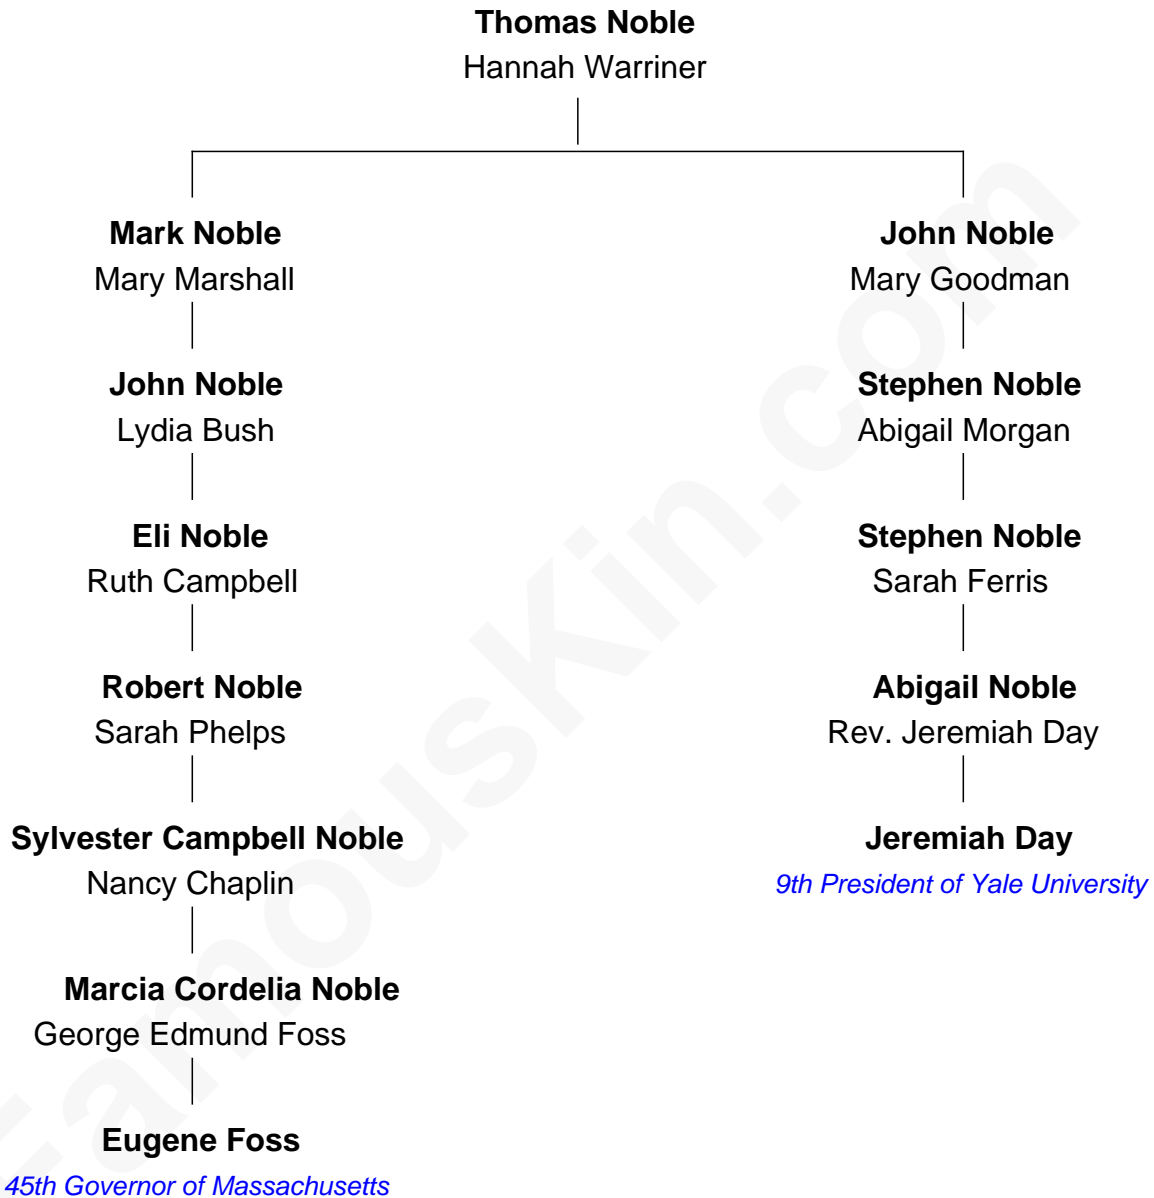 Thomas Noble
Hannah Warriner
Mark Noble
Mary Marshall
John Noble
Mary Goodman
John Noble
Lydia Bush
Stephen Noble
Abigail Morgan
Eli Noble
Ruth Campbell
Stephen Noble
Sarah Ferris
Robert Noble
Sarah Phelps
Abigail Noble
Rev. Jeremiah Day
Sylvester Campbell Noble
Nancy Chaplin
Jeremiah Day
9th President of Yale University
Marcia Cordelia Noble
George Edmund Foss
Eugene Foss
45th Governor of Massachusetts
FamousKin.com